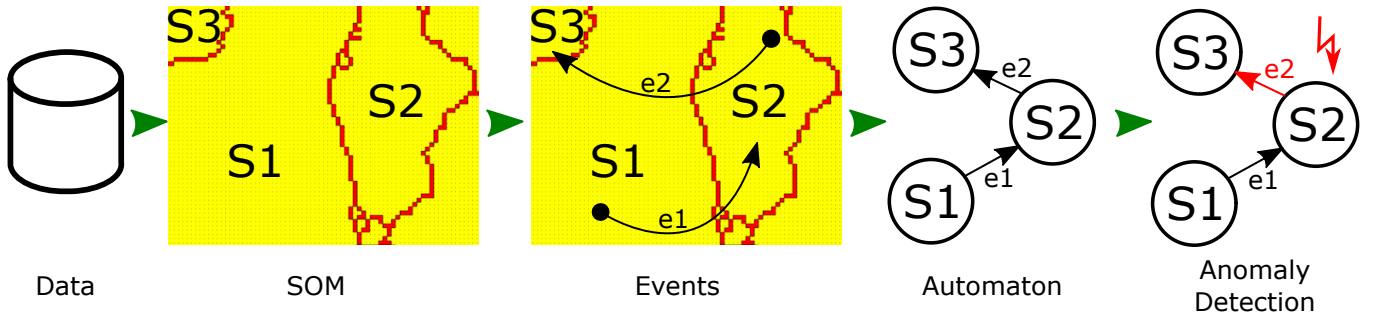 S3
S2
S1
S3
e2
S2
S1
e1
S3
e2
S2
e1
S1
S3
e2
S2
e1
S1
Data
SOM
Events
Automaton
Anomaly
Detection